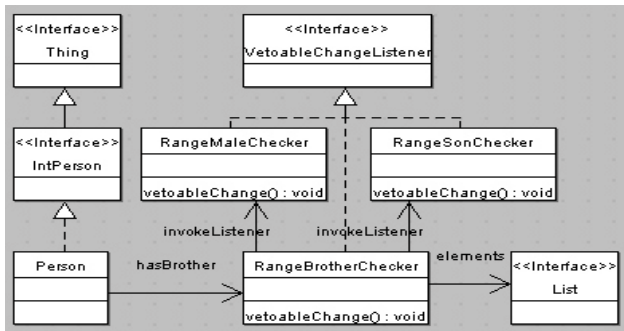 <<Interface>>
Thing
<<Interface>>
VetoableChangeListener
<<Interface>>
IntPerson
RangeMaleChecker
vetoableChange() : void
RangeSonChecker
vetoableChange() : void
invokeListener
invokeListener
Person
hasBrother
RangeBrotherChecker
vetoableChange() : void
elements
<<Interface>>
List